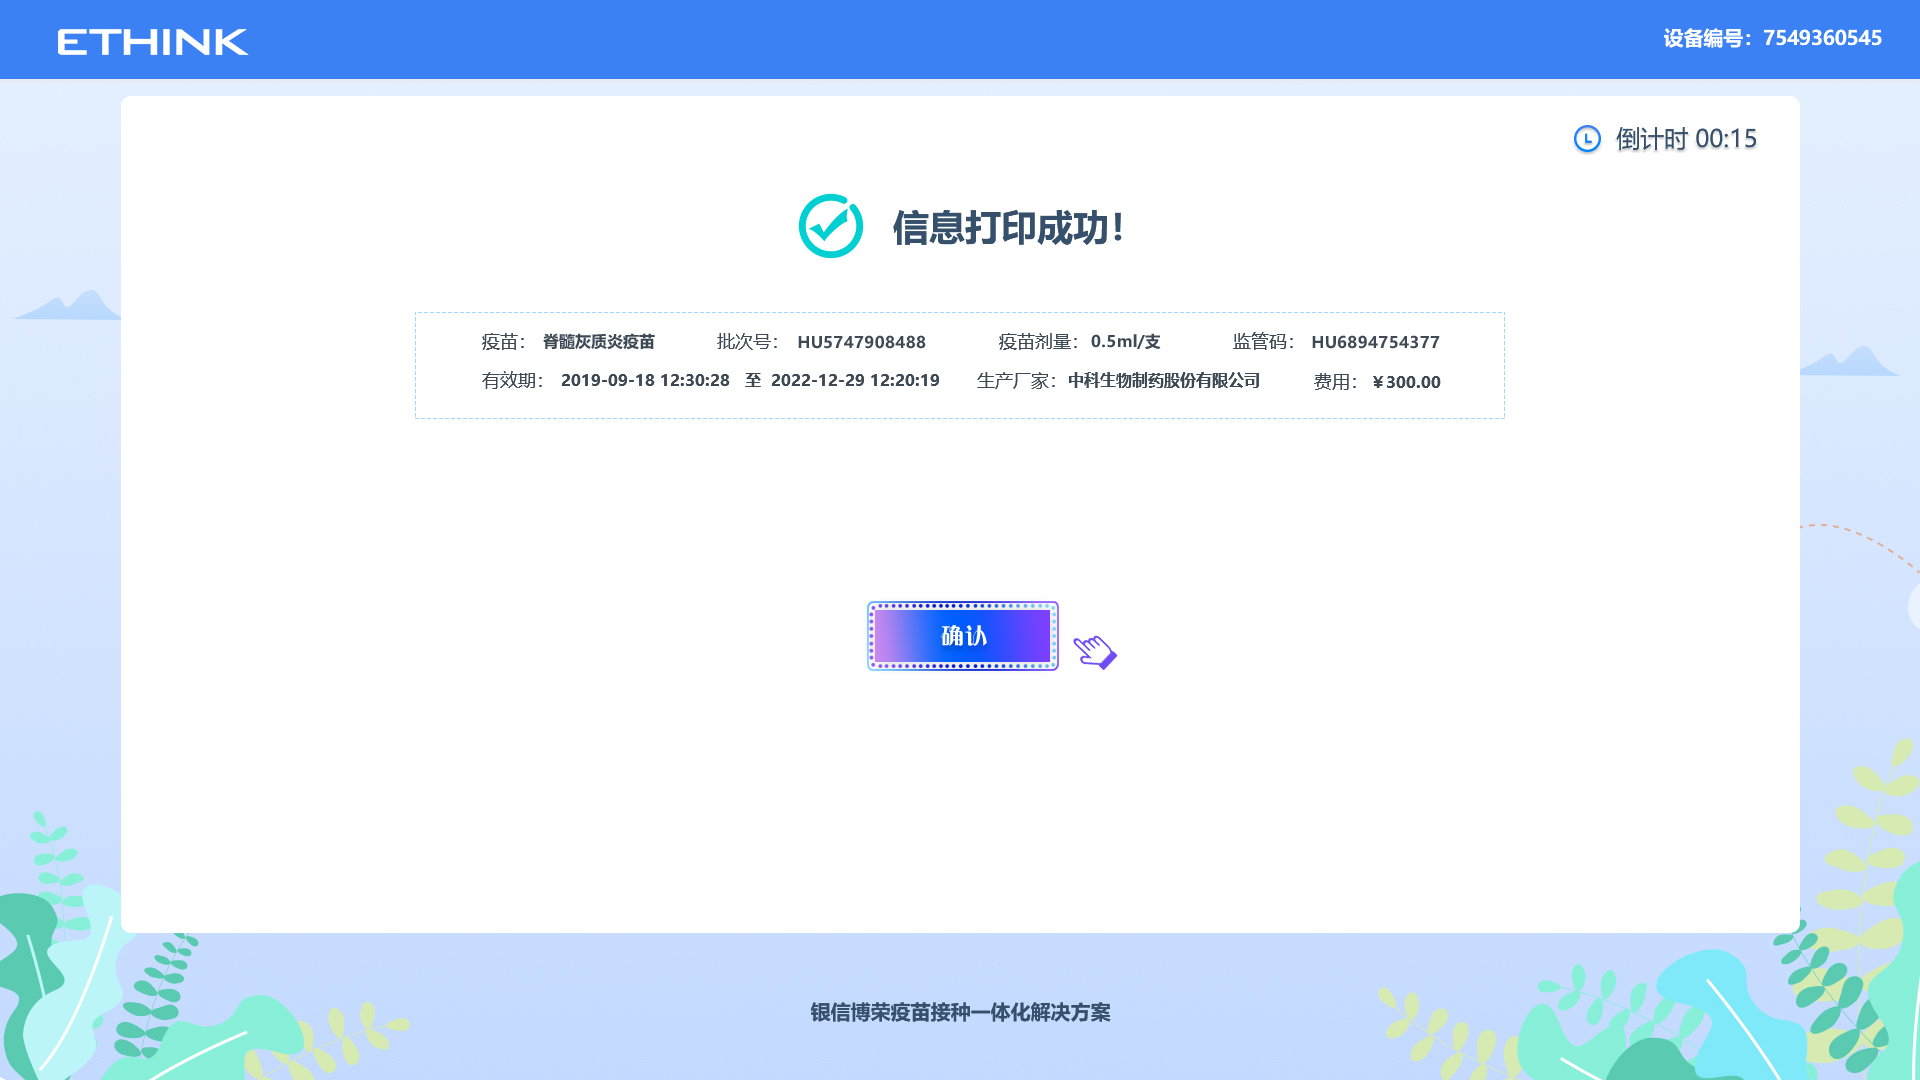 ETHINK
设备编号：7549360545
倒计时 00:15
信息打印成功！
疫苗： 脊髓灰质炎疫苗 批次号： HU5747908488 疫苗剂量：0.5ml/支 监管码： HU6894754377
有效期： 2019-09-18 12:30:28 至 2022-12-29 12:20:19 生产厂家：中科生物制药股份有限公司 费用：￥300.00
确认
银信博荣疫苗接种一体化解决方案